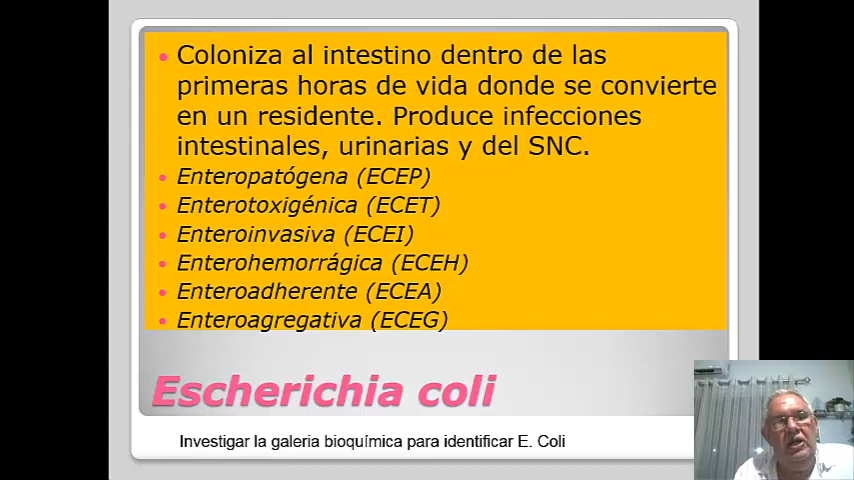 Coloniza al intestino dentro de las
primeras horas de vida donde se convierte
en un residente. Produce infecciones
intestinales, urinarias y del SNC.
Enteropatógena (ECEP)
Enterotoxigénica (ECET)
Enteroinvasiva (ECEI)
Enterohemorrágica (ECEH)
Enteroadherente (ECEA)
Enteroagregativa (ECEG)
Escherichia coli
Investigar la galeria bioquímica para identificar E. Coli